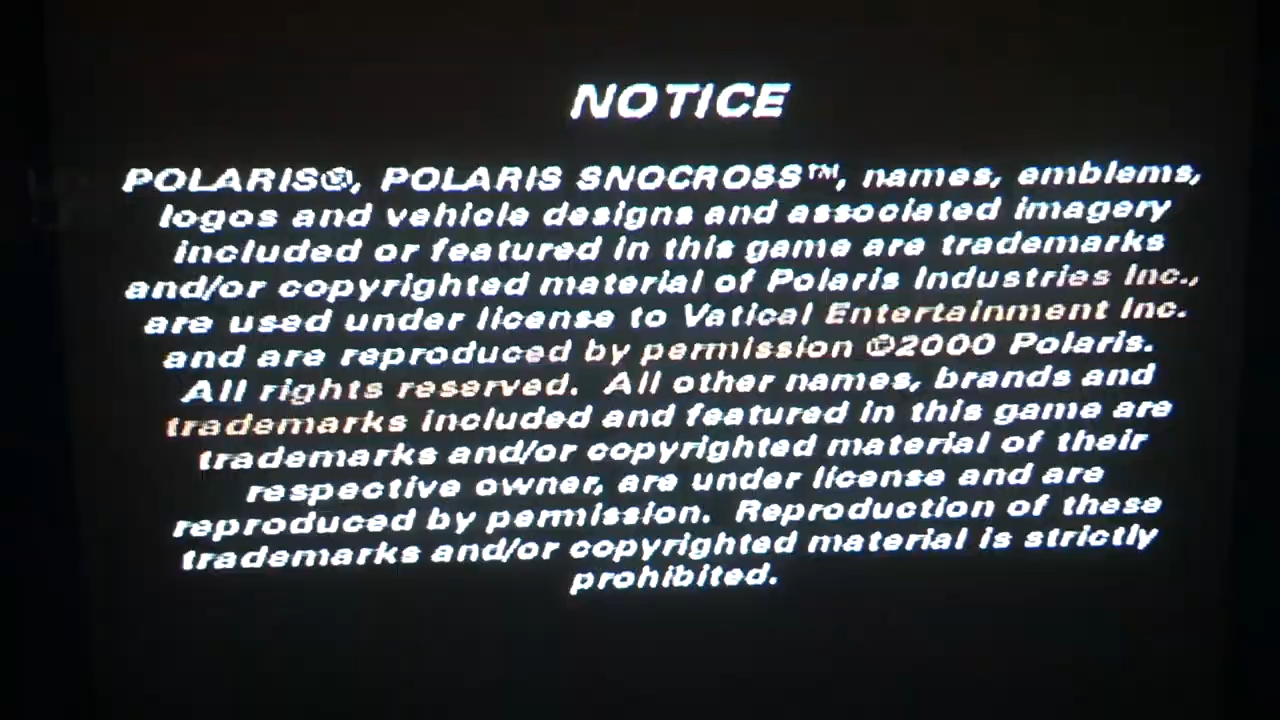 NOTICE
POLARIS®, POLARIS SNOCROSS™, names, emblems,
logos and vehicle designs and associated imagery
included or featured in this game are trademarks
and/or copyrighted material of Polaris Industries Inc.,
are used under license to Vatical Entertainment Inc.
and are reproduced by permission ©2000 Polaris.
All rights reserved. All other names, brands and
trademarks included and featured in this game are
trademarks and/or copyrighted material of their
respective owner, are under license and are
reproduced by permission. Reproduction of these
trademarks and/or copyrighted material is strictly
prohibited.